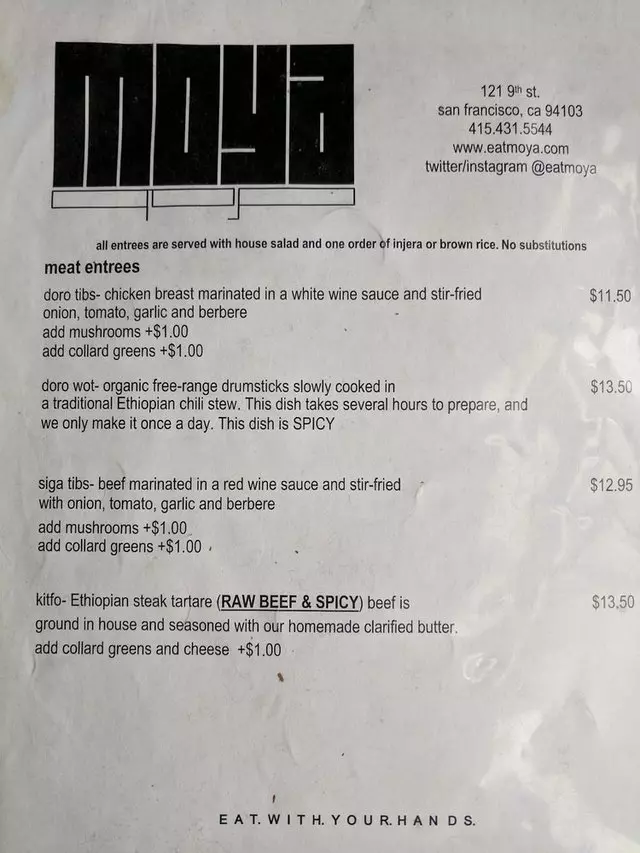 moya
121 9th st.
san francisco, ca 94103
415.431.5544
www.eatmoya.com
twitter/instagram @eatmoya
all entrees are served with house salad and one order of injera or brown rice. No substitutions
meat entrees
doro tibs- chicken breast marinated in a white wine sauce and stir-fried $11.50
onion, tomato, garlic and berbere
add mushrooms +$1.00
add collard greens +$1.00
doro wot- organic free-range drumsticks slowly cooked in $13.50
a traditional Ethiopian chili stew. This dish takes several hours to prepare, and
we only make it once a day. This dish is SPICY
siga tibs- beef marinated in a red wine sauce and stir-fried $12.95
with onion, tomato, garlic and berbere
add mushrooms +$1.00
add collard greens +$1.00
kitfo- Ethiopian steak tartare (RAW BEEF & SPICY) beef is $13.50
ground in house and seasoned with our homemade clarified butter.
add collard greens and cheese +$1.00
EAT. WITH. YOUR. HANDS.